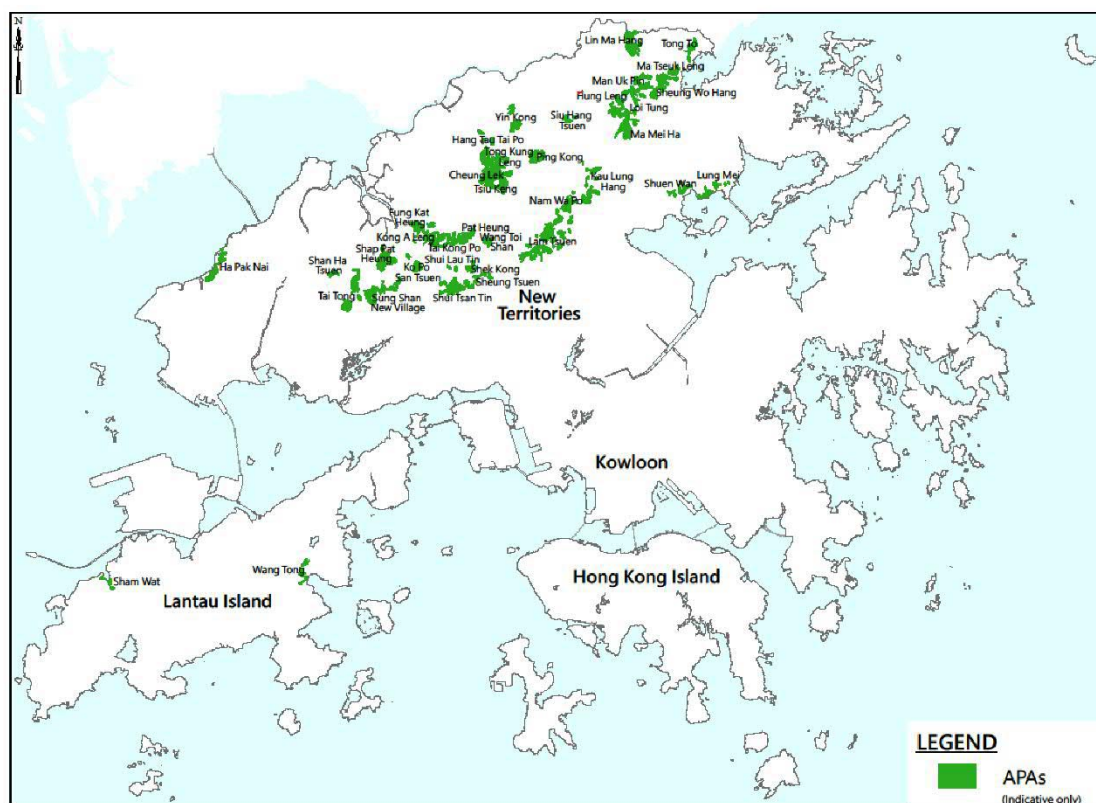 N
Lin Ma Hang
Tong To
Ma Tseuk Leng
Man Uk Pin
Hung Leng
Sheung Wo Hang
Loi Tung
Yin Kong
Siu Hang
Tsuen
Ma Mei Ha
Hang Tau Tai Po
Tong Kung
Leng
Ping Kong
Cheung Lek
Tsiu Keng
Kau Lung
Hang
Shuen Wan
Lung Mei
Nam Wa Po
Fung Kat
Heung
Pat Heung
Kong A Leng
Wang Toi
Shan
Lam Tsuen
Tai Kong Po
Shap Pat
Heung
Shui Lau Tin
Shan Ha
Tsuen
Ko Po
San Tsuen
Shek Kong
Sheung Tsuen
Ha Pak Nai
Tai Tong
Sung Shan
New Village
Shui Tsan Tin
New
Territories
Kowloon
Wang Tong
Sham Wat
Hong Kong Island
Lantau Island
LEGEND
APAs
(Indicative only)